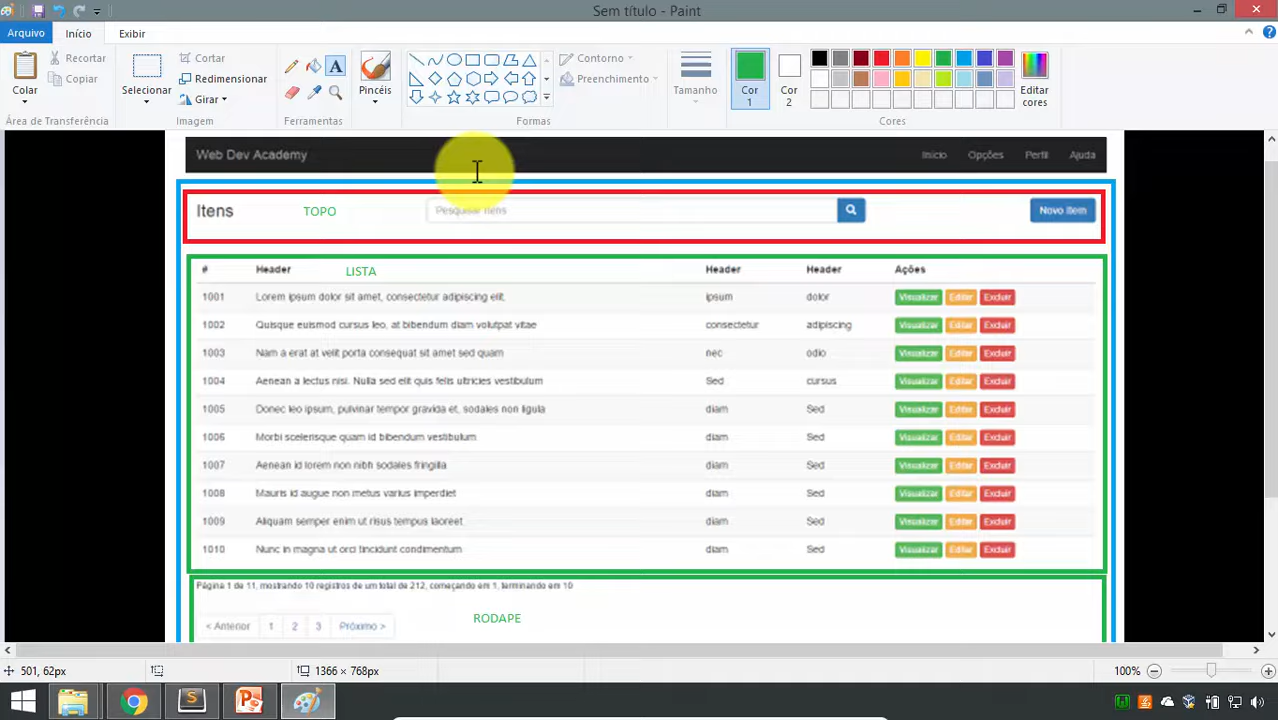 Sem título - Paint
Arquivo Início Exibir
Colar
Recortar
Copiar
Área de Transferência
Selecionar
Cortar
Redimensionar
Girar
Imagem
A
Ferramentas
Pincéis
Contorno
Preenchimento
Formas
Tamanho
Cor 1
Cor 2
Editar cores
Cores
Web Dev Academy Início Opções Perfil Ajuda
Itens TOPO Pesquisar Itens Novo Item
# Header LISTA Header Header Ações
1001 Lorem ipsum dolor sit amet, consectetur adipiscing elit. ipsum dolor Visualizar Editar Excluir
1002 Quisque euismod cursus leo, at bibendum diam volutpat vitae consectetur adipiscing Visualizar Editar Excluir
1003 Nam a erat at velit porta consequat sit amet sed quam nec odio Visualizar Editar Excluir
1004 Aenean a lectus nisi. Nulla sed elit quis felis ultricies vestibulum Sed cursus Visualizar Editar Excluir
1005 Donec leo ipsum, pulvinar tempor gravida et, sodales non ligula diam Sed Visualizar Editar Excluir
1006 Morbi scelerisque quam id bibendum vestibulum diam Sed Visualizar Editar Excluir
1007 Aenean id lorem non nibh sodales fringilla diam Sed Visualizar Editar Excluir
1008 Mauris id augue non metus varius imperdiet diam Sed Visualizar Editar Excluir
1009 Aliquam semper enim ut risus tempus laoreet diam Sed Visualizar Editar Excluir
1010 Nunc in magna ut orci tincidunt condimentum diam Sed Visualizar Editar Excluir
Página 1 de 11, mostrando 10 registros de um total de 212, começando em 1, terminando em 10
RODAPE
< Anterior 1 2 3 Próximo >
501, 62px 1366 × 768px 100%